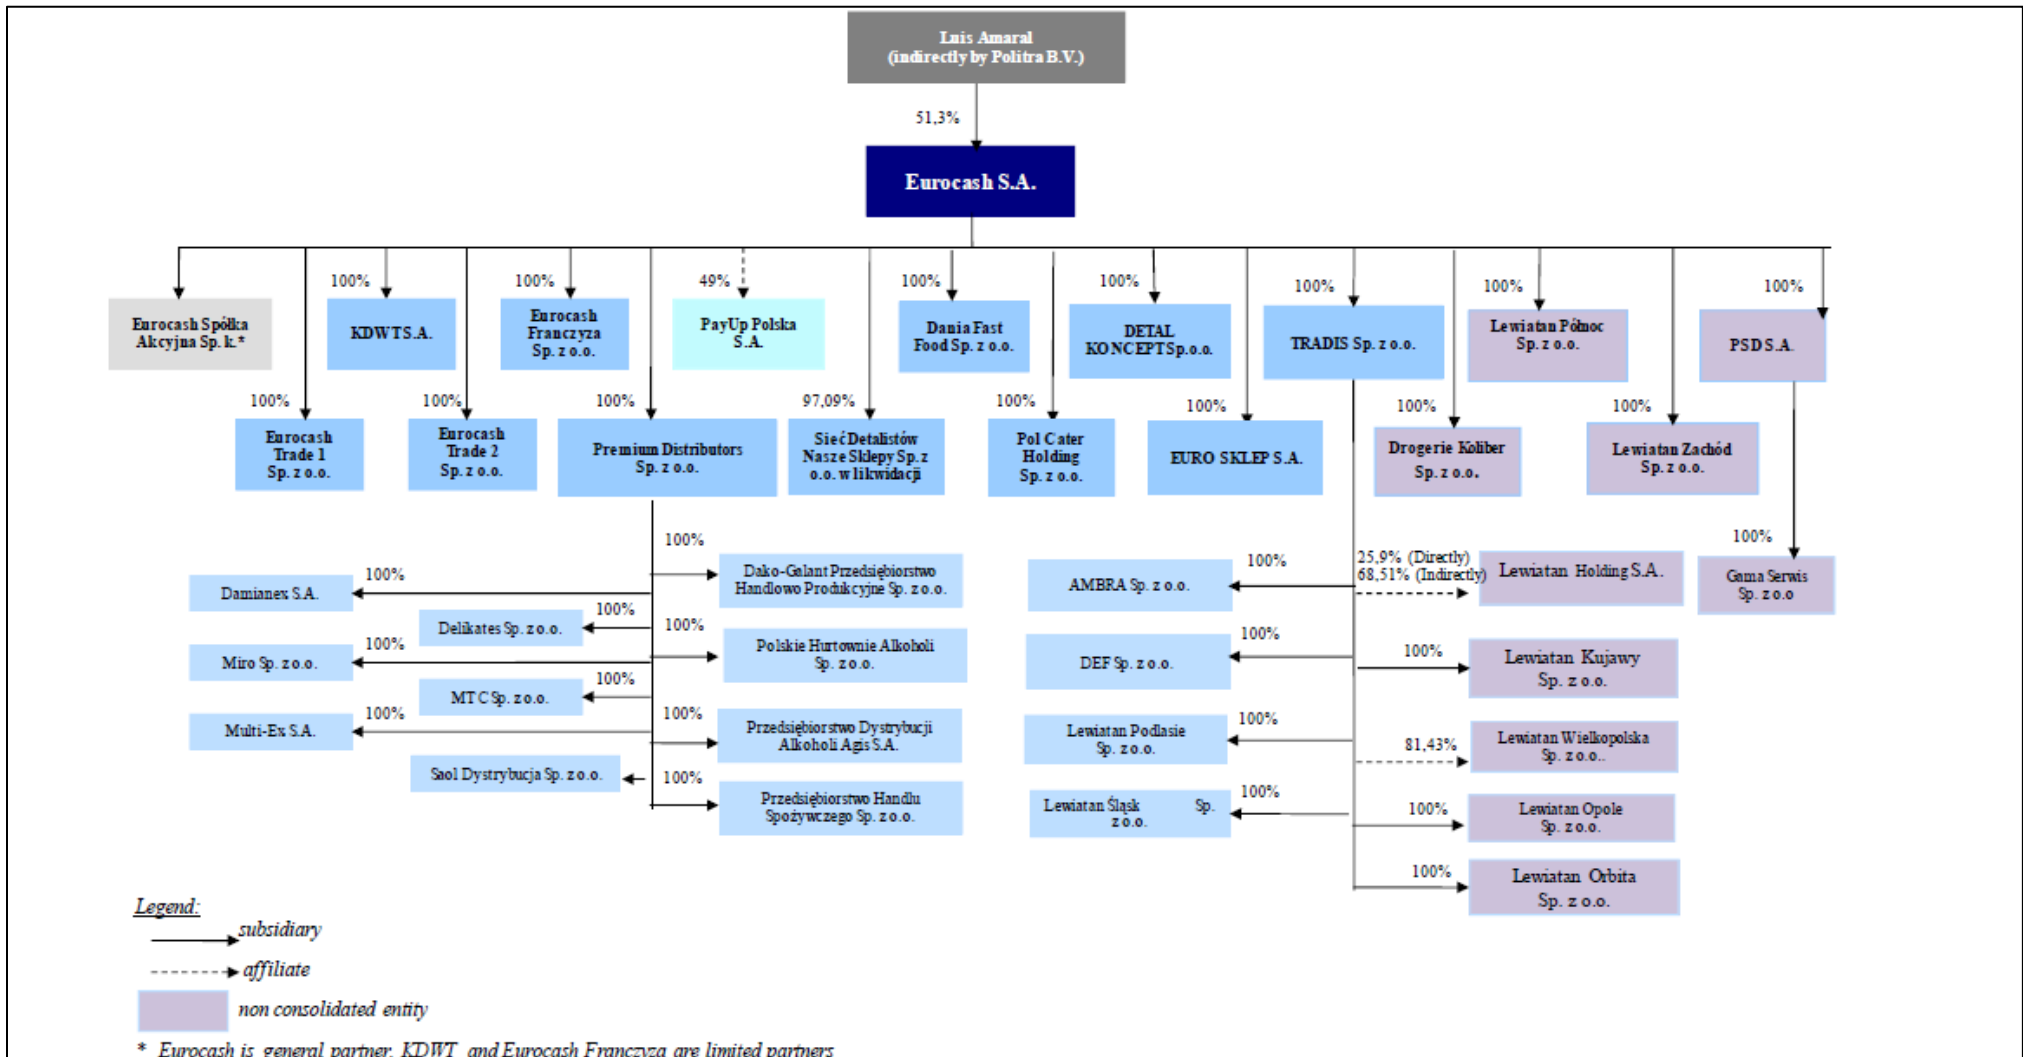 Luis Amaral
(indirectly by Politra B.V.)
51,3%
Eurocash S.A.
100%
100%
49%
100%
100%
100%
100%
100%
Eurocash Spółka
Akcyjna Sp. k.*
KDWT S.A.
Eurocash
Franczyza
Sp. z o.o.
PayUp Polska
S.A.
Dania Fast
Food Sp. z o.o.
DETAL
KONCEPT Sp.o.o.
TRADIS Sp. z o.o.
Lewiatan Północ
Sp. z o.o.
PSD S.A.
100%
100%
100%
97,09%
100%
100%
100%
100%
Eurocash
Trade 1
Sp. z o.o.
Eurocash
Trade 2
Sp. z o.o.
Premium Distributors
Sp. z o.o.
Sieć Detalistów
Nasze Sklepy Sp. z
o.o. w likwidacji
Pol Cater
Holding
Sp. z o.o.
EURO SKLEP S.A.
Drogerie Koliber
Sp. z o.o.
Lewiatan Zachód
Sp. z o.o.
100%
Damianex S.A.
100%
Delikates Sp. z o.o.
100%
Miro Sp. z o.o.
100%
MTC Sp. z o.o.
100%
Multi-Ex S.A.
Saol Dystrybucja Sp. z o.o.
100%
Dako-Galant Przedsiębiorstwo
Handlowo Produkcyjne Sp. z o.o.
100%
Polskie Hurtownie Alkoholi
Sp. z o.o.
100%
Przedsiębiorstwo Dystrybucji
Alkoholi Agis S.A.
100%
Przedsiębiorstwo Handlu
Spożywczego Sp. z o.o.
100%
AMBRA Sp. z o.o.
100%
DEF Sp. z o.o.
100%
Lewiatan Podlasie
Sp. z o.o.
100%
Lewiatan Śląsk Sp.
z o.o.
25,9% (Directly)
68,51% (Indirectly)
Lewiatan Holding S.A.
100%
Lewiatan Kujawy
Sp. z o.o.
81,43%
Lewiatan Wielkopolska
Sp. z o.o..
100%
Lewiatan Opole
Sp. z o.o.
100%
Lewiatan Orbita
Sp. z o.o.
100%
Gama Serwis
Sp. z o.o
Legend:
subsidiary
affiliate
non consolidated entity
* Eurocash is general partner, KDWT and Eurocash Franczyza are limited partners